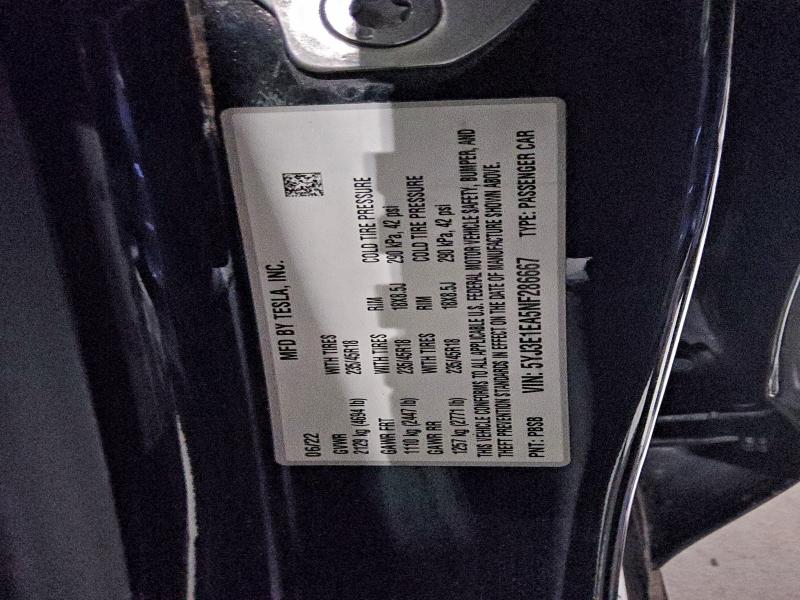 MFD BY TESLA, INC.
06/22
GVWR WITH TIRES RIM COLD TIRE PRESSURE
2129 kg (4694 lb) 235/45R18 18X8.5J 290 kPa, 42 psi
GAWR FRT WITH TIRES RIM COLD TIRE PRESSURE
1110 kg (2447 lb) 235/45R18 18X8.5J 290 kPa, 42 psi
GAWR RR WITH TIRES
1257 kg (2771 lb) 235/45R18
THIS VEHICLE CONFORMS TO ALL APPLICABLE U.S. FEDERAL MOTOR VEHICLE SAFETY, BUMPER, AND
THEFT PREVENTION STANDARDS IN EFFECT ON THE DATE OF MANUFACTURE SHOWN ABOVE.
PNT: PBSB VIN: 5YJ3E1EA5NF286667 TYPE: PASSENGER CAR